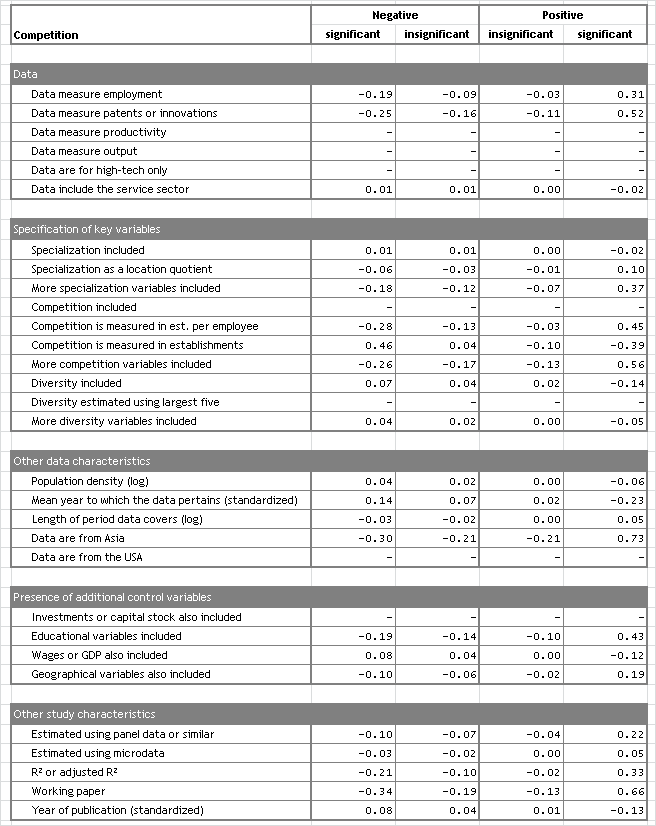 Negative Positive
Competition significant insignificant insignificant significant
Data
Data measure employment -0.19 -0.09 -0.03 0.31
Data measure patents or innovations -0.25 -0.16 -0.11 0.52
Data measure productivity - - - -
Data measure output - - - -
Data are for high-tech only - - - -
Data include the service sector 0.01 0.01 0.00 -0.02
Specification of key variables
Specialization included 0.01 0.01 0.00 -0.02
Specialization as a location quotient -0.06 -0.03 -0.01 0.10
More specialization variables included -0.18 -0.12 -0.07 0.37
Competition included - - - -
Competition is measured in est. per employee -0.28 -0.13 -0.03 0.45
Competition is measured in establishments 0.46 0.04 -0.10 -0.39
More competition variables included -0.26 -0.17 -0.13 0.56
Diversity included 0.07 0.04 0.02 -0.14
Diversity estimated using largest five - - - -
More diversity variables included 0.04 0.02 0.00 -0.05
Other data characteristics
Population density (log) 0.04 0.02 0.00 -0.06
Mean year to which the data pertains (standardized) 0.14 0.07 0.02 -0.23
Length of period data covers (log) -0.03 -0.02 0.00 0.05
Data are from Asia -0.30 -0.21 -0.21 0.73
Data are from the USA - - - -
Presence of additional control variables
Investments or capital stock also included - - - -
Educational variables included -0.19 -0.14 -0.10 0.43
Wages or GDP also included 0.08 0.04 0.00 -0.12
Geographical variables also included -0.10 -0.06 -0.02 0.19
Other study characteristics
Estimated using panel data or similar -0.10 -0.07 -0.04 0.22
Estimated using microdata -0.03 -0.02 0.00 0.05
R² or adjusted R² -0.21 -0.10 -0.02 0.33
Working paper -0.34 -0.19 -0.13 0.66
Year of publication (standardized) 0.08 0.04 0.01 -0.13